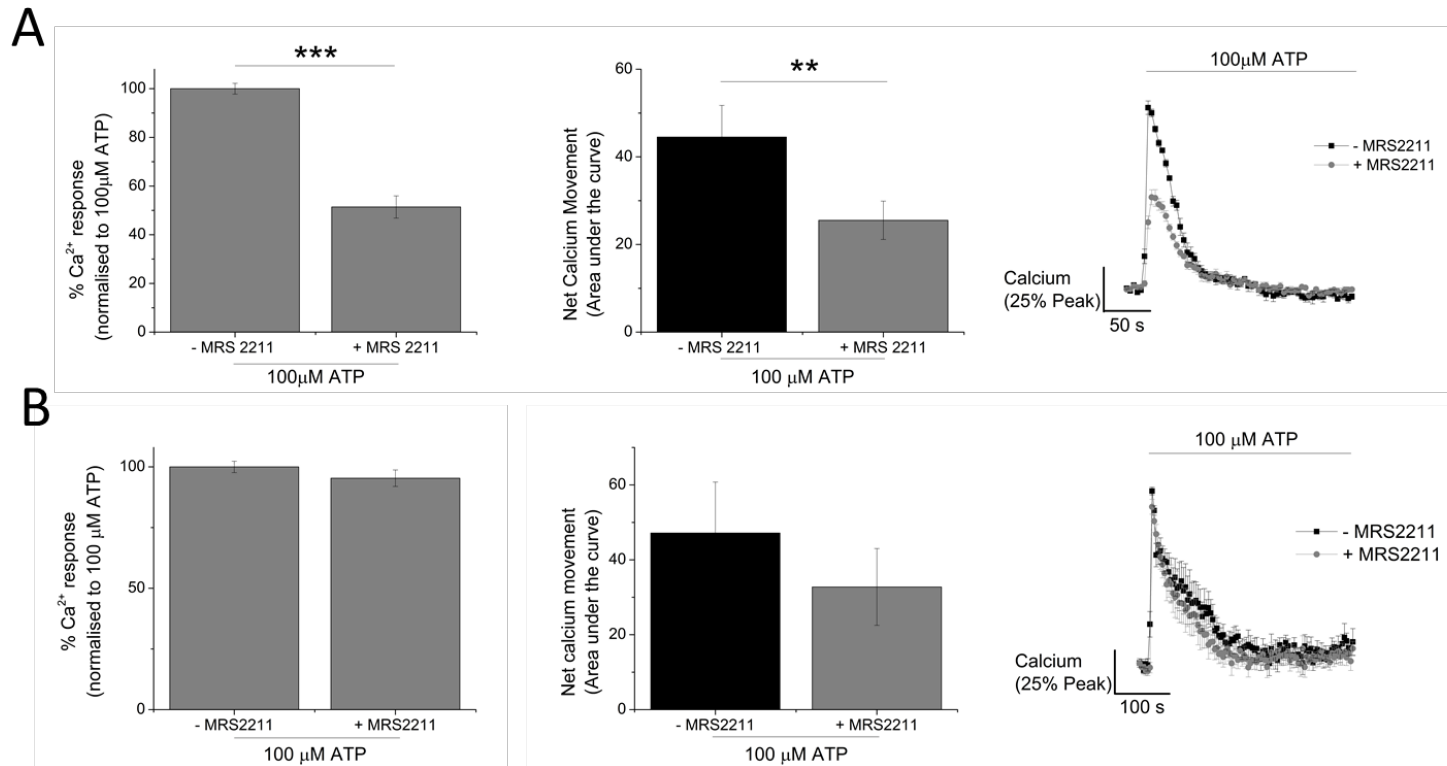 A
***
% Ca²⁺ response
(normalised to 100μM ATP)
100
80
60
40
20
0
- MRS 2211
+ MRS 2211
100μM ATP
**
Net Calcium Movement
(Area under the curve)
60
40
20
0
- MRS 2211
+ MRS 2211
100 μM ATP
100μM ATP
- MRS2211
+ MRS2211
Calcium
(25% Peak)
50 s
B
% Ca²⁺ response
(normalised to 100 μM ATP)
100
50
0
- MRS2211
+ MRS2211
100 μM ATP
Net calcium movement
(Area under the curve)
60
40
20
0
- MRS2211
+ MRS2211
100 μM ATP
100 μM ATP
- MRS2211
+ MRS2211
Calcium
(25% Peak)
100 s